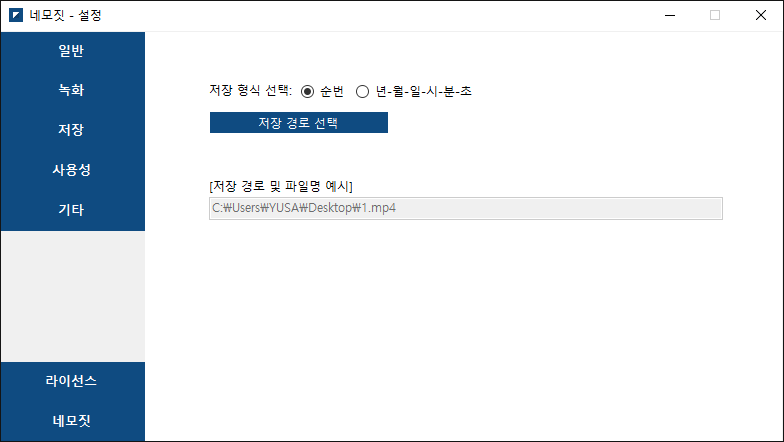 네모짓 - 설정
일반
녹화
저장
사용성
기타
라이선스
네모짓
저장 형식 선택: 순번 년-월-일-시-분-초
저장 경로 선택
[저장 경로 및 파일명 예시]
C:₩Users₩YUSA₩Desktop₩1.mp4